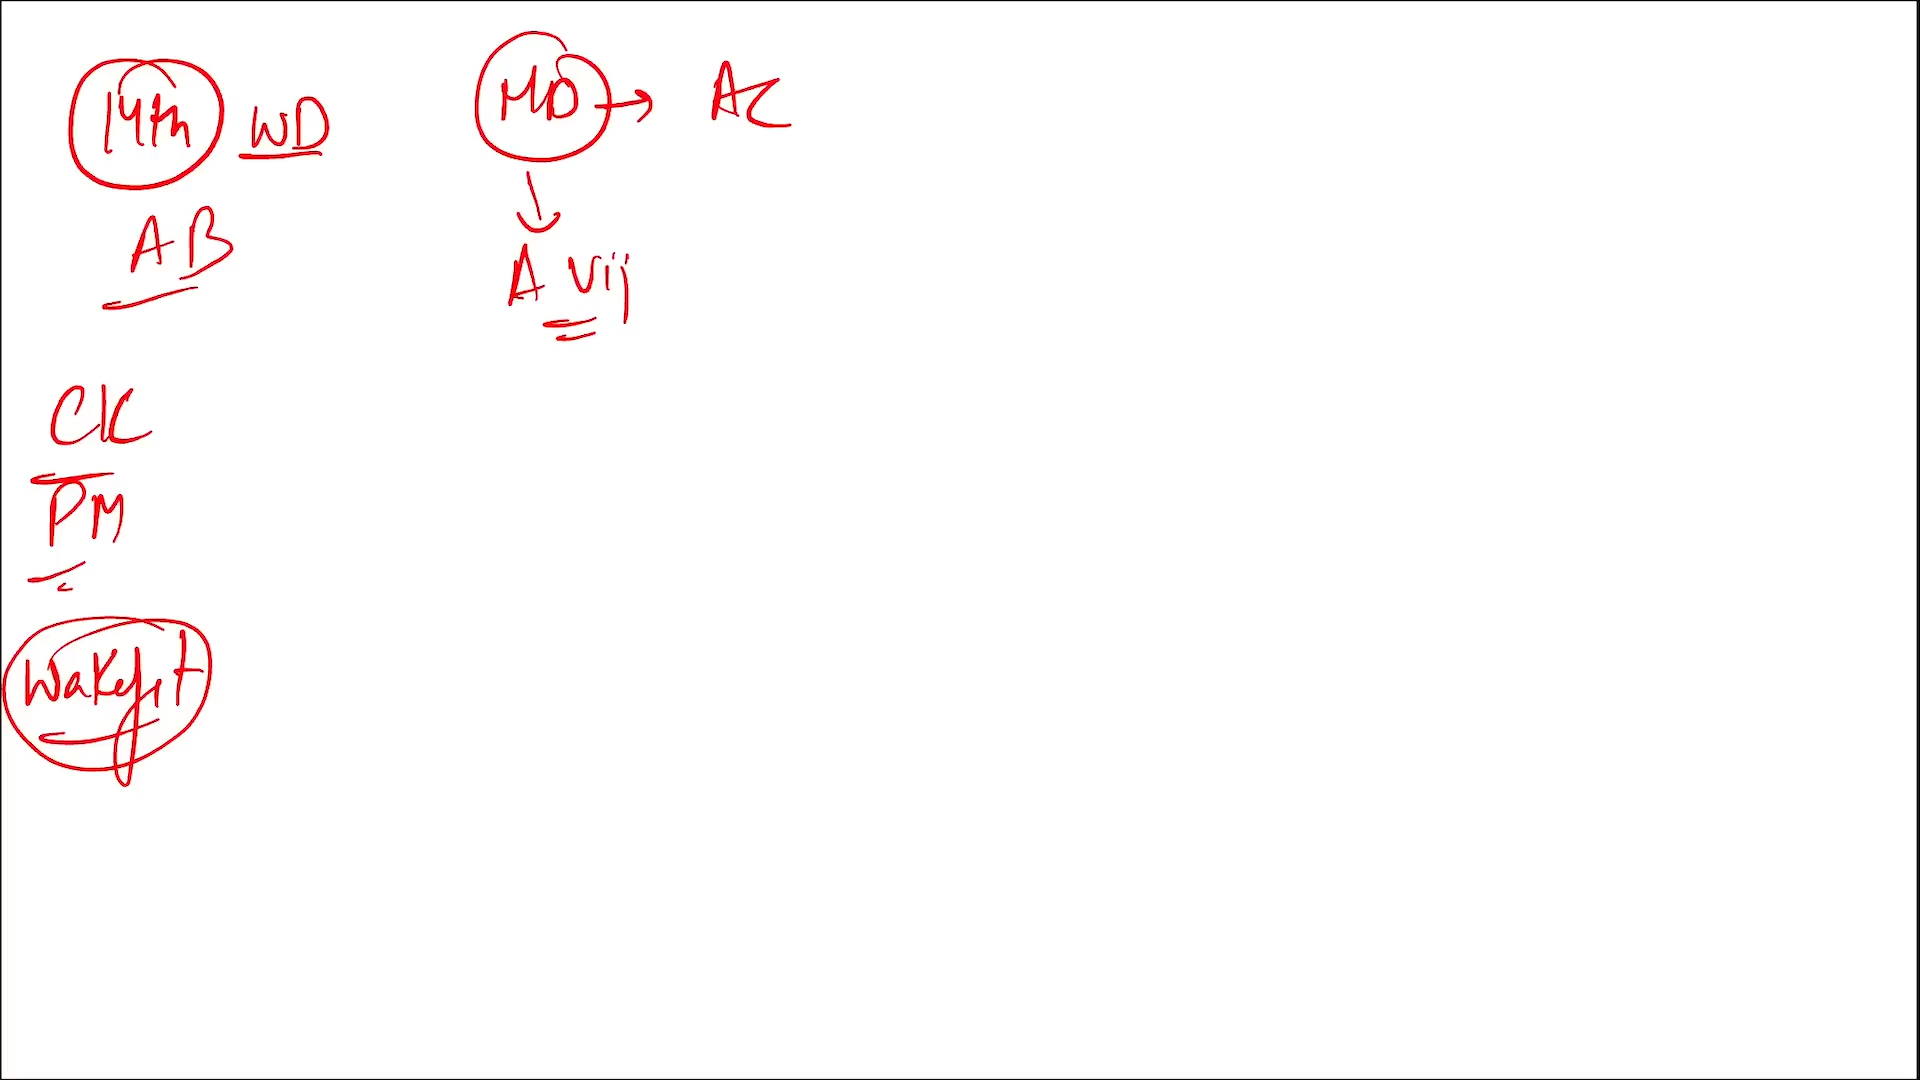 14th WD
AB
MD → AC
↓
A Vij
CK
PM
Wakefit